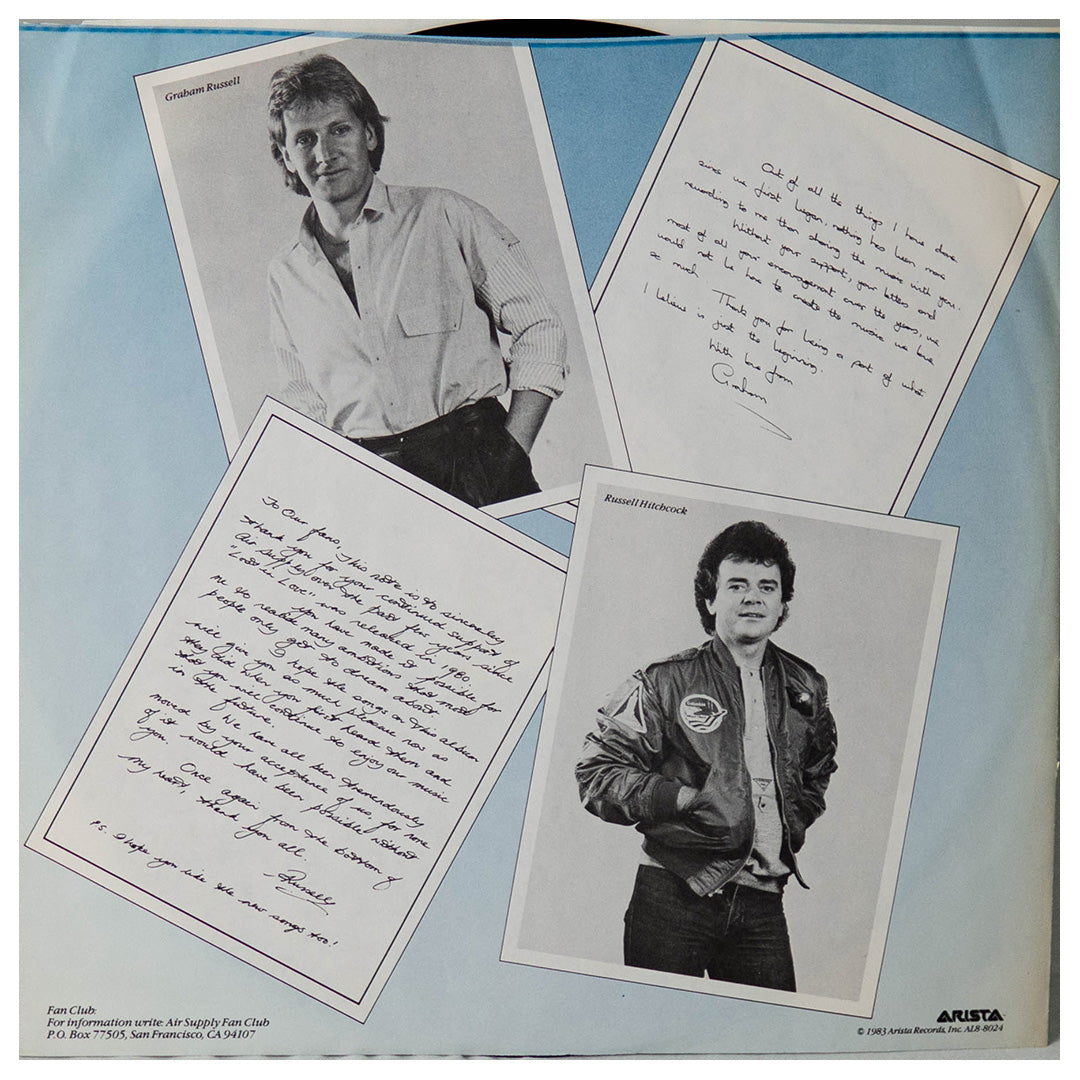 Graham Russell
Out of all the things I have done
since we first began, nothing has been more
rewarding to me than sharing the music with you.
Without your support, your letters and
most of all your encouragement over the years, we
would not be here to create the music we love
so much.
Thank you for being a part of what
I believe is just the beginning.
With love from
Graham
To Our fans, This note is to sincerely
thank you for your continued support of
Air Supply over the past few years since
"Lost in Love" was released in 1980.
You have made it possible for
me to realize many ambitions that most
people only get to dream about.
I hope the songs on this album
will give you as much pleasure now as
they did when you first heard them and
that you will continue to enjoy our music
in the future.
We have all been tremendously
moved by your acceptance of us, for none
of it would have been possible without
you.
Once again from the bottom of
my heart, thank you all.
Russell
P.S. I hope you like the new songs too!
Russell Hitchcock
Fan Club:
For information write: Air Supply Fan Club
P.O. Box 77505, San Francisco, CA 94107
ARISTA
© 1983 Arista Records, Inc. AL8-8024